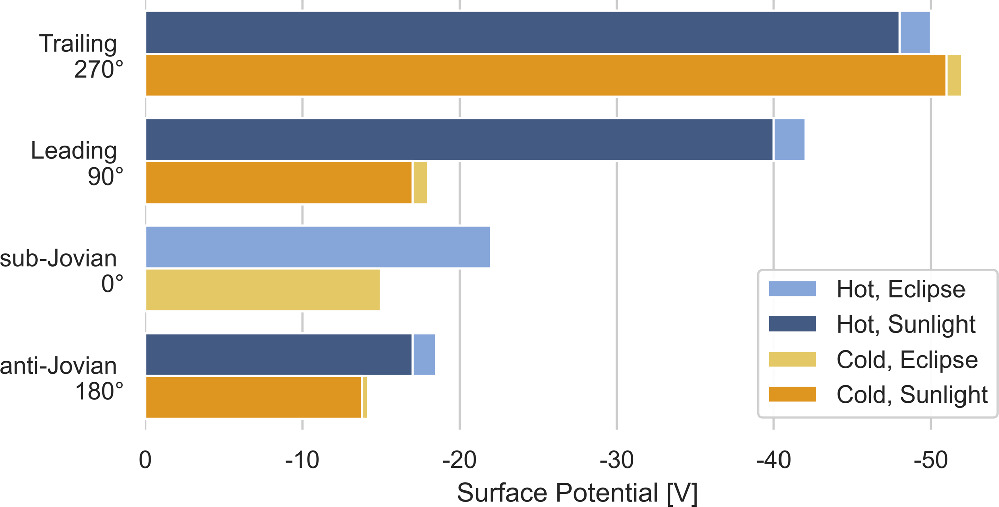 Trailing
270°
Leading
90°
sub-Jovian
0°
anti-Jovian
180°
Hot, Eclipse
Hot, Sunlight
Cold, Eclipse
Cold, Sunlight
0 -10 -20 -30 -40 -50
Surface Potential [V]